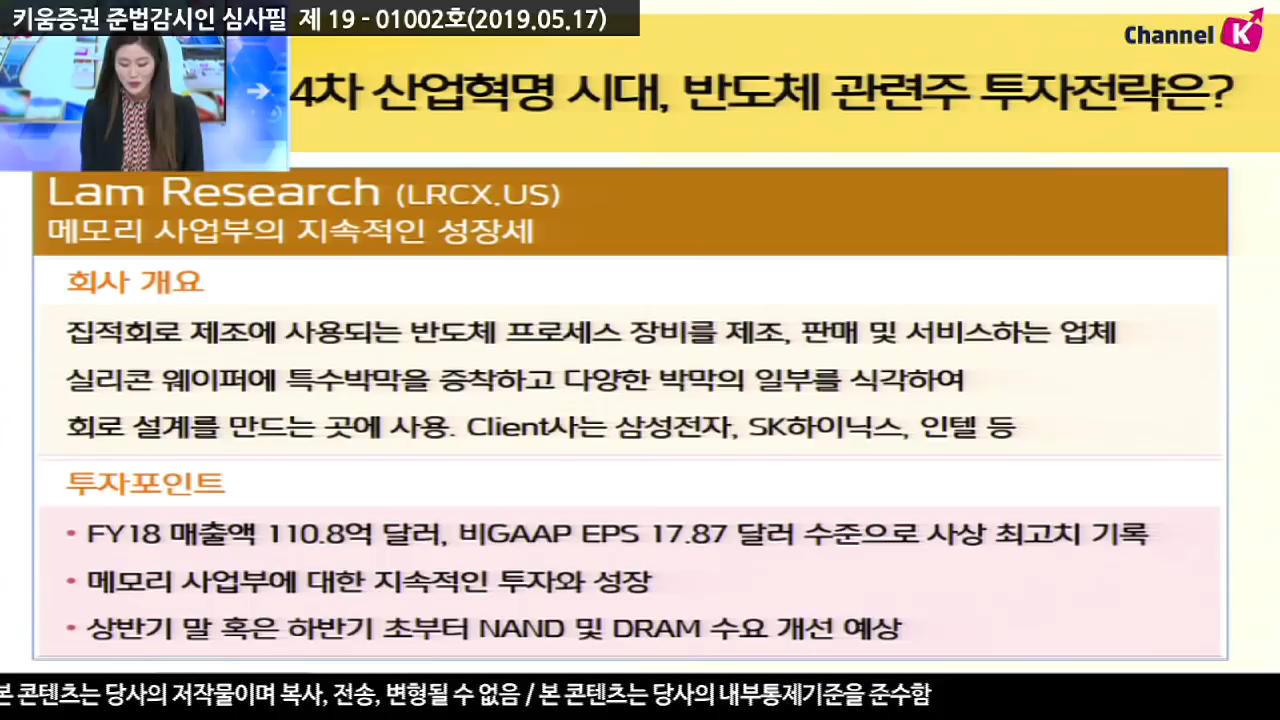 키움증권 준법감시인 심사필 제 19 - 01002호(2019.05.17)
Channel K
4차 산업혁명 시대, 반도체 관련주 투자전략은?
Lam Research (LRCX.US)
메모리 사업부의 지속적인 성장세
회사 개요
집적회로 제조에 사용되는 반도체 프로세스 장비를 제조, 판매 및 서비스하는 업체
실리콘 웨이퍼에 특수박막을 증착하고 다양한 박막의 일부를 식각하여
회로 설계를 만드는 곳에 사용. Client사는 삼성전자, SK하이닉스, 인텔 등
투자포인트
• FY18 매출액 110.8억 달러, 비GAAP EPS 17.87 달러 수준으로 사상 최고치 기록
• 메모리 사업부에 대한 지속적인 투자와 성장
• 상반기 말 혹은 하반기 초부터 NAND 및 DRAM 수요 개선 예상
본 콘텐츠는 당사의 저작물이며 복사, 전송, 변형될 수 없음 / 본 콘텐츠는 당사의 내부통제기준을 준수함